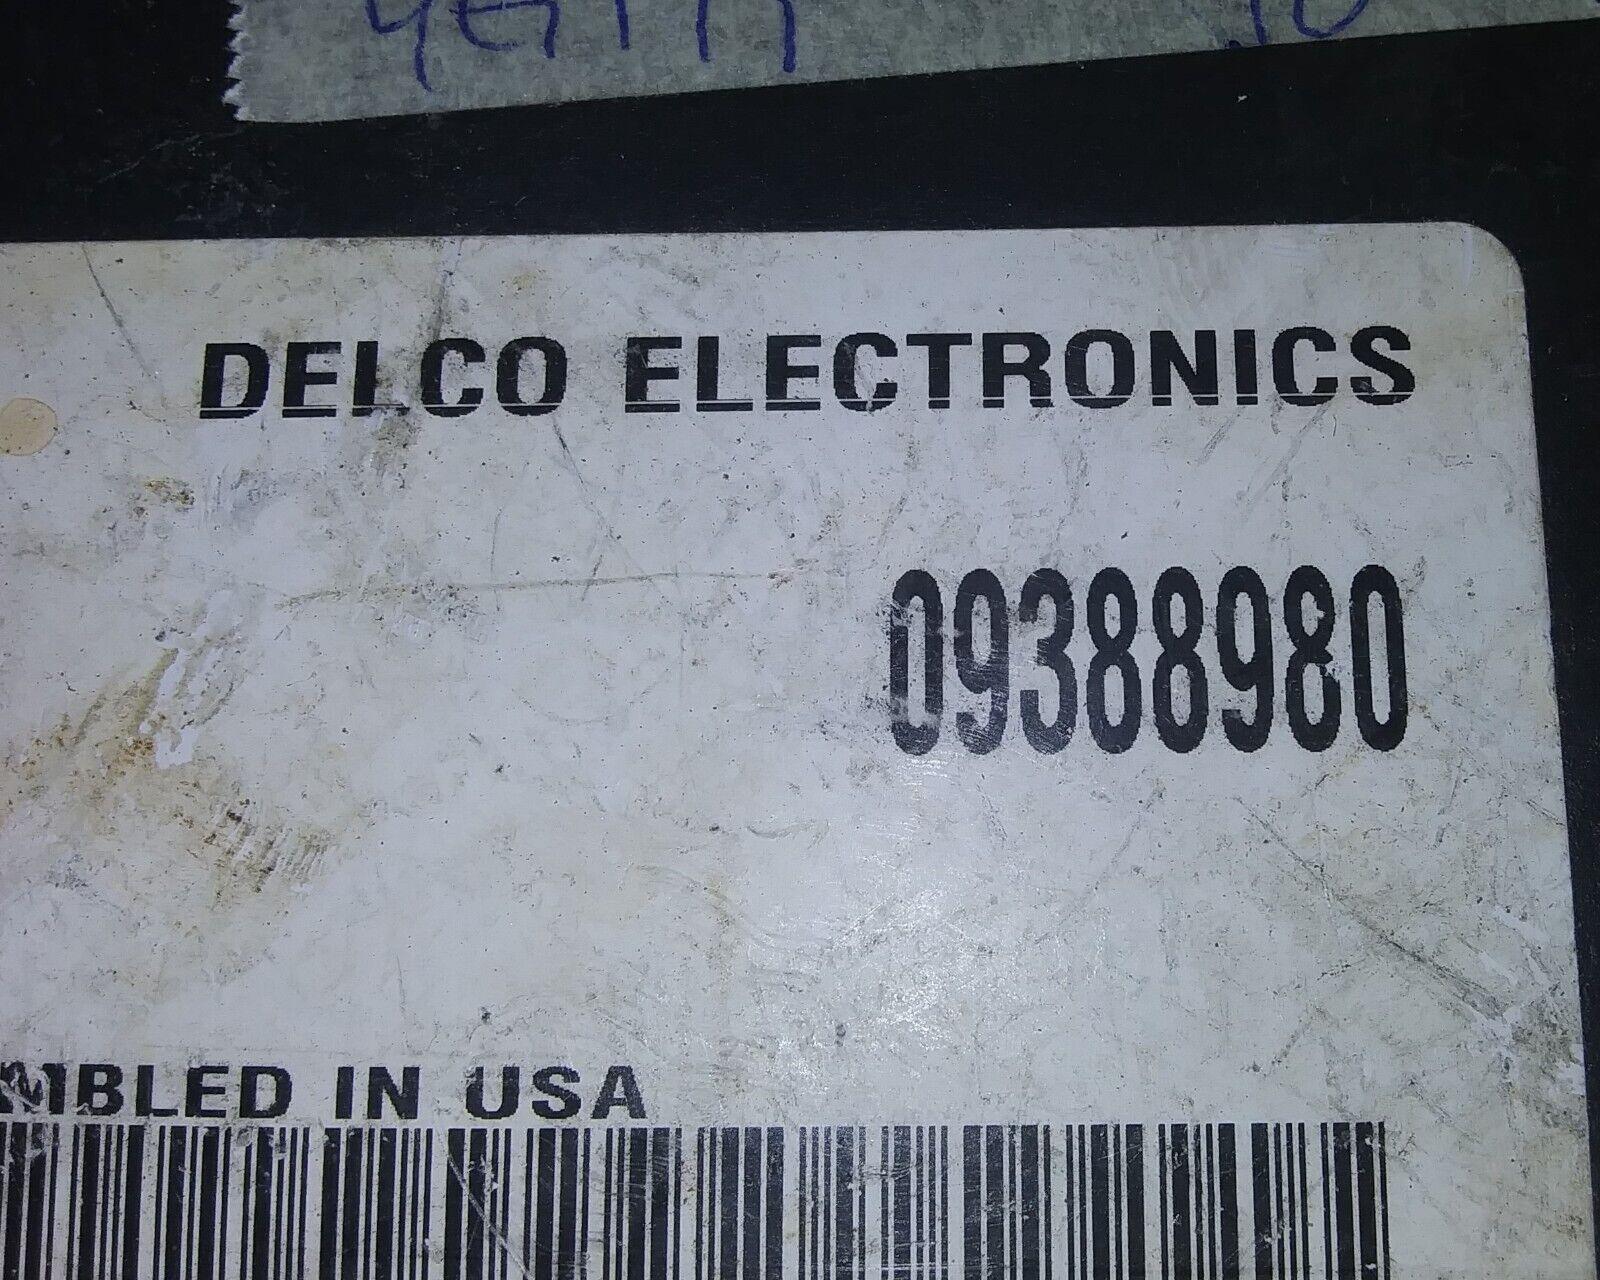 DELCO ELECTRONICS
09388980
MBLED IN USA